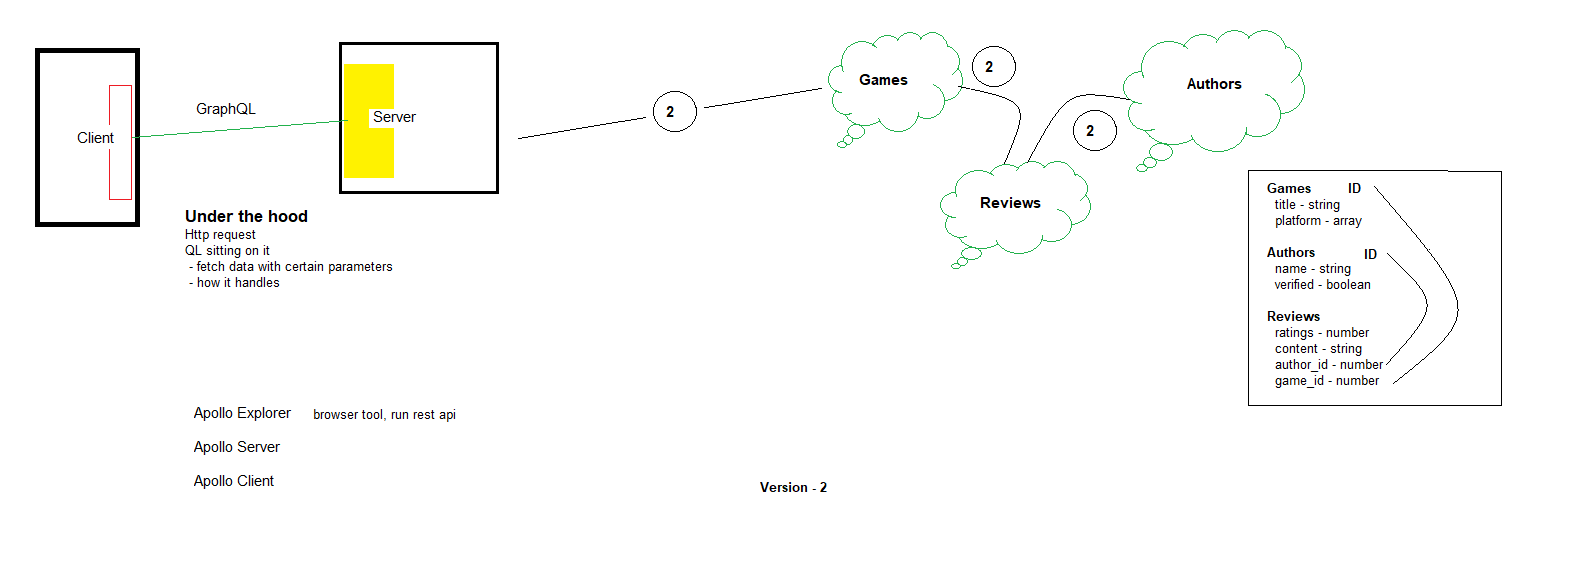 Client
GraphQL
Server
2
Games
2
Authors
2
Reviews
Under the hood
Http request
QL sitting on it
- fetch data with certain parameters
- how it handles
Games ID
title - string
platform - array
Authors ID
name - string
verified - boolean
Reviews
ratings - number
content - string
author_id - number
game_id - number
Apollo Explorer browser tool, run rest api
Apollo Server
Apollo Client
Version - 2